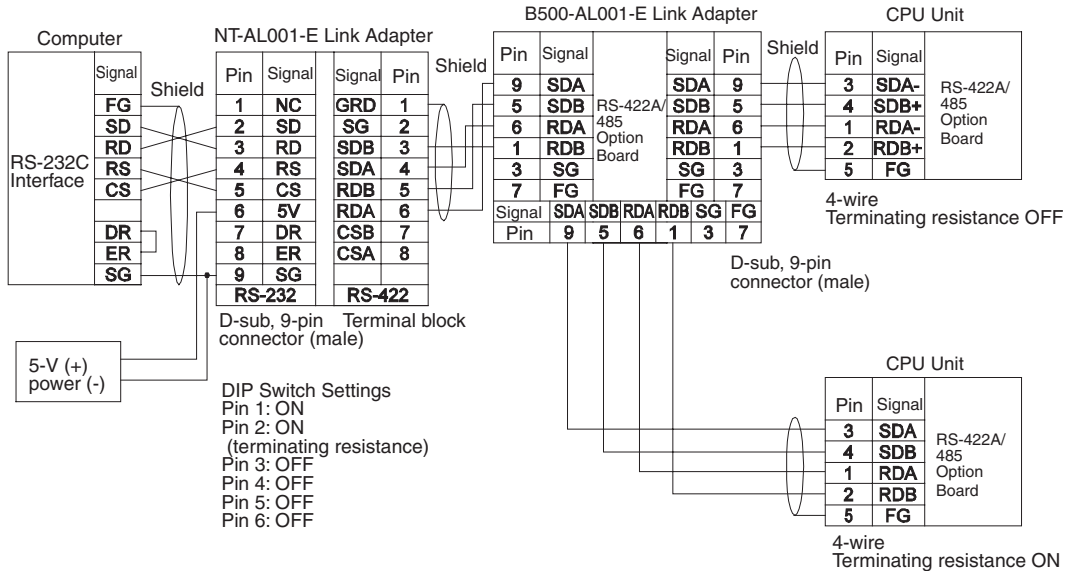 B500-AL001-E Link Adapter
CPU Unit
Computer
NT-AL001-E Link Adapter
Signal
FG
SD
RD
RS
CS
DR
ER
SG
RS-232C
Interface
Shield
Pin Signal
1 NC
2 SD
3 RD
4 RS
5 CS
6 5V
7 DR
8 ER
9 SG
RS-232
Signal Pin
GRD 1
SG 2
SDB 3
SDA 4
RDB 5
RDA 6
CSB 7
CSA 8
RS-422
D-sub, 9-pin
connector (male)
Terminal block
Shield
Pin Signal
9 SDA
5 SDB
6 RDA
1 RDB
3 SG
7 FG
RS-422A/
485
Option
Board
Signal Pin
SDA 9
SDB 5
RDA 6
RDB 1
SG 3
FG 7
Signal SDA SDB RDA RDB SG FG
Pin 9 5 6 1 3 7
D-sub, 9-pin
connector (male)
Shield
Pin Signal
3 SDA-
4 SDB+
1 RDA-
2 RDB+
5 FG
RS-422A/
485
Option
Board
4-wire
Terminating resistance OFF
5-V (+)
power (-)
DIP Switch Settings
Pin 1: ON
Pin 2: ON
(terminating resistance)
Pin 3: OFF
Pin 4: OFF
Pin 5: OFF
Pin 6: OFF
CPU Unit
Pin Signal
3 SDA
4 SDB
1 RDA
2 RDB
5 FG
RS-422A/
485
Option
Board
4-wire
Terminating resistance ON